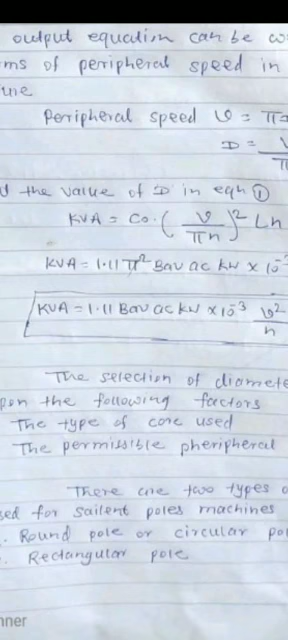 output equation can be
ms of peripheral speed in
Peripheral speed v = π
D = v
the value of D in eqn ①
KVA = Co. (v/πn)² Ln
KVA = 1.11 π² Bav ac kw × 10⁻³
KVA = 1.11 Bav ac kw × 10⁻³ v²/n
The selection of diamete
pon the following factors
The type of core used
The permissible pheripheral
There are two types o
sed for sailent poles machines
Round pole or circular po
Rectangular pole
nner